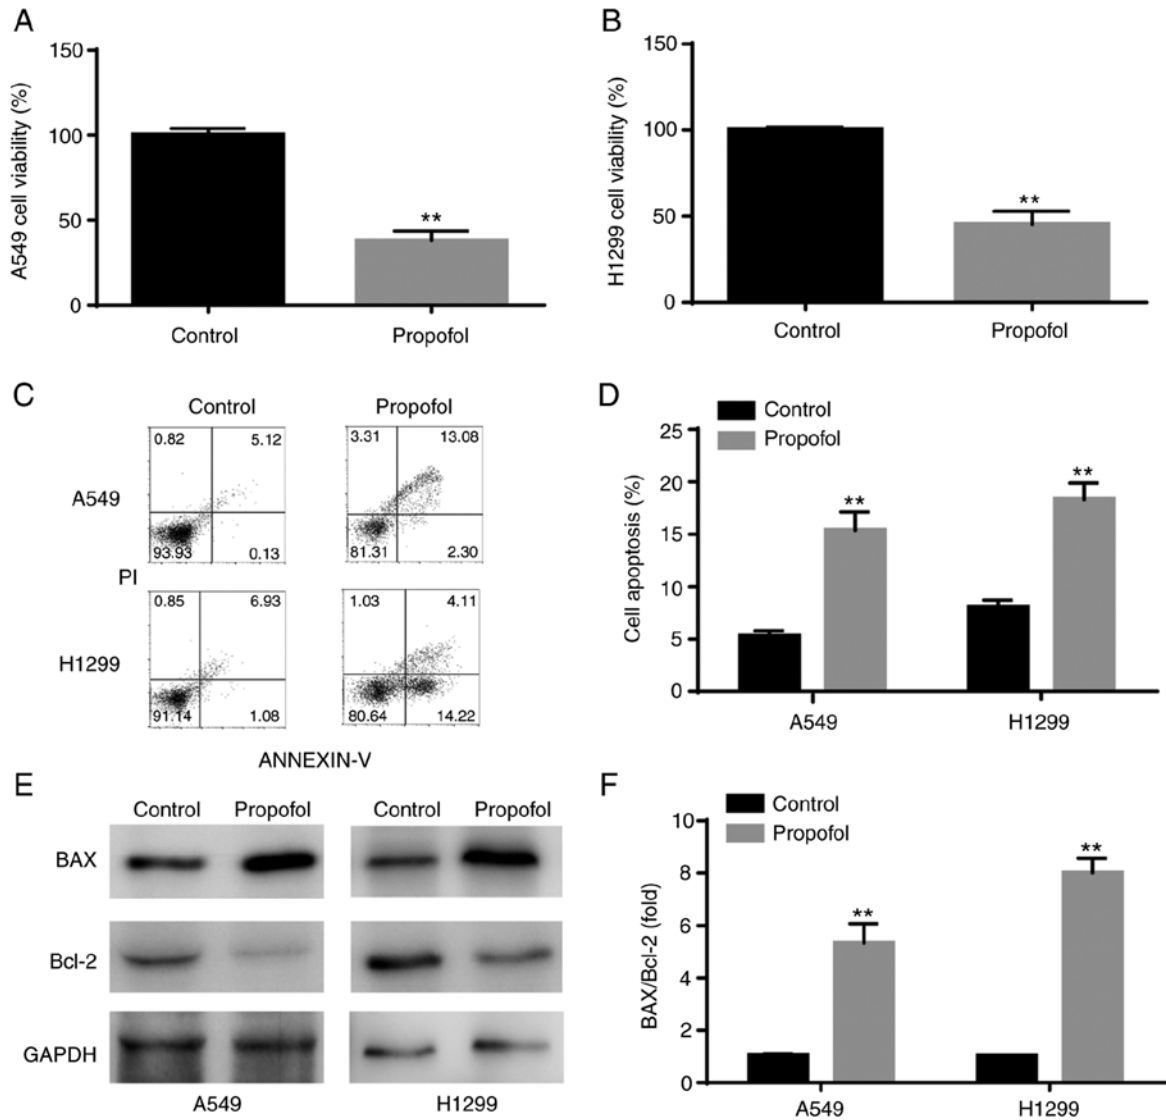 A
150
100
50
0
A549 cell viability (%)
**
Control
Propofol
B
150
100
50
0
H1299 cell viability (%)
**
Control
Propofol
C
Control
Propofol
A549
0.82
5.12
93.93
0.13
3.31
13.08
81.31
2.30
PI
H1299
0.85
6.93
91.14
1.08
1.03
4.11
80.64
14.22
ANNEXIN-V
D
Control
Propofol
25
20
15
10
5
0
Cell apoptosis (%)
**
**
A549
H1299
E
Control
Propofol
Control
Propofol
BAX
Bcl-2
GAPDH
A549
H1299
F
Control
Propofol
10
8
6
4
2
0
BAX/Bcl-2 (fold)
**
**
A549
H1299